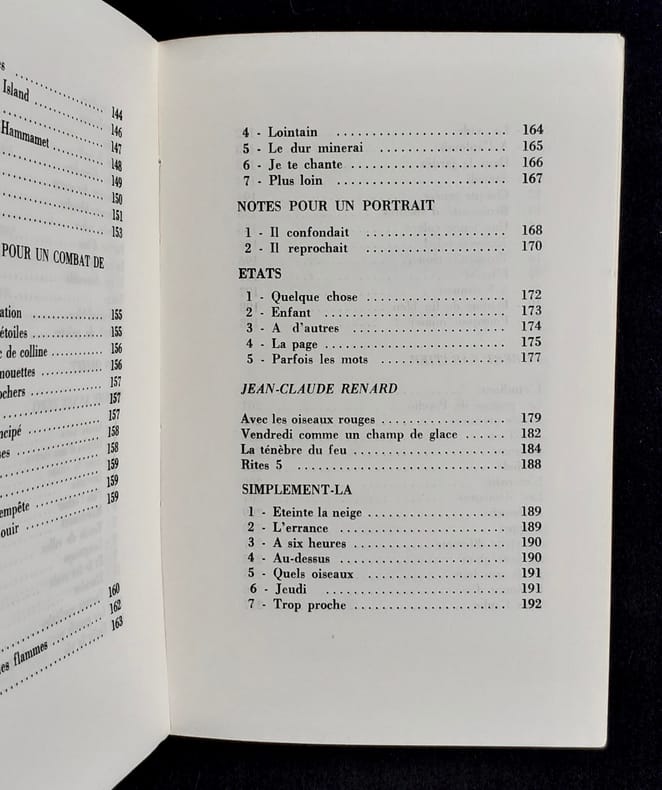 Island ........ 144
........ 146
Hammamet ........ 147
........ 148
........ 149
........ 150
........ 151
........ 153
POUR UN COMBAT DE
ation ........ 155
étoiles ........ 155
de colline ........ 156
nouettes ........ 156
ochers ........ 157
........ 157
ncipé ........ 157
es ........ 158
........ 158
........ 159
........ 159
empête ........ 159
ouir ........
........ 160
........ 162
es flammes ........ 163
4 - Lointain ........ 164
5 - Le dur minerai ........ 165
6 - Je te chante ........ 166
7 - Plus loin ........ 167
NOTES POUR UN PORTRAIT
1 - Il confondait ........ 168
2 - Il reprochait ........ 170
ETATS
1 - Quelque chose ........ 172
2 - Enfant ........ 173
3 - A d'autres ........ 174
4 - La page ........ 175
5 - Parfois les mots ........ 177
JEAN-CLAUDE RENARD
Avec les oiseaux rouges ........ 179
Vendredi comme un champ de glace ...... 182
La ténèbre du feu ........ 184
Rites 5 ........ 188
SIMPLEMENT-LA
1 - Eteinte la neige ........ 189
2 - L'errance ........ 189
3 - A six heures ........ 190
4 - Au-dessus ........ 190
5 - Quels oiseaux ........ 191
6 - Jeudi ........ 191
7 - Trop proche ........ 192